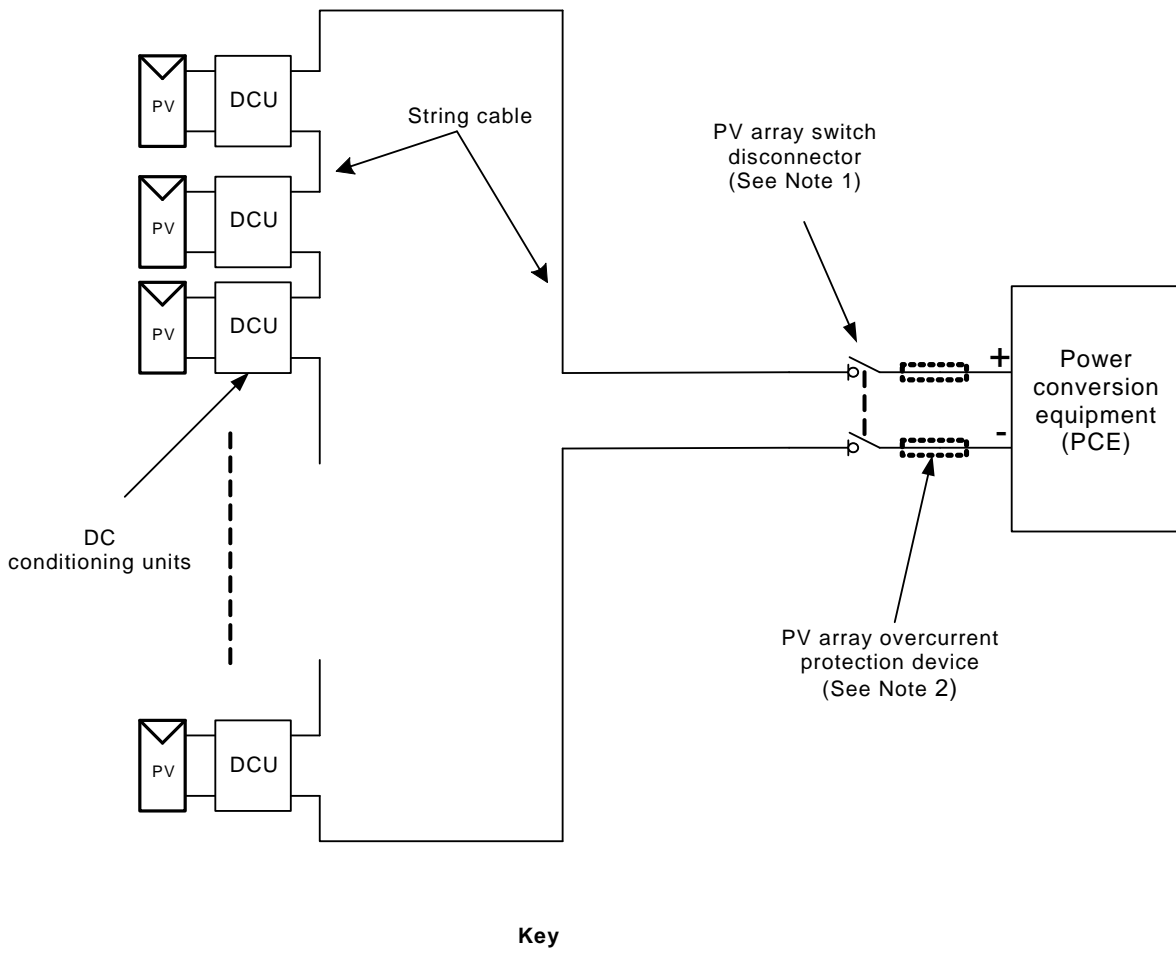 PV
DCU
String cable
PV array switch
disconnector
(See Note 1)
PV
DCU
PV
DCU
+
Power
conversion
equipment
(PCE)
-
DC
conditioning units
PV array overcurrent
protection device
(See Note 2)
PV
DCU
Key